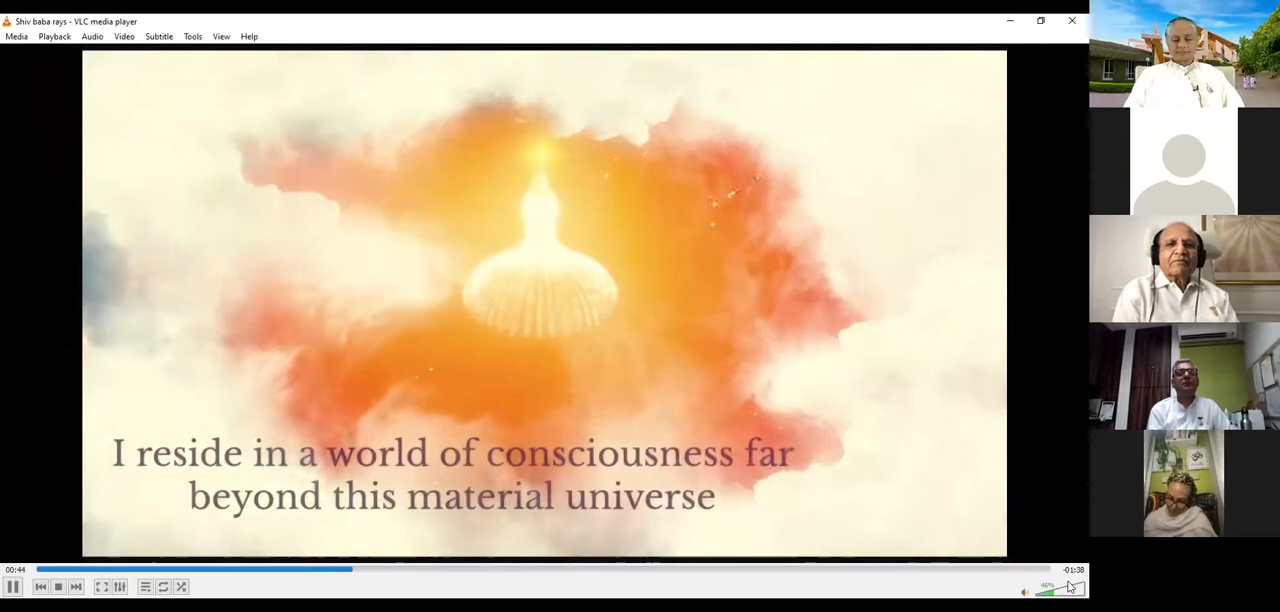 Shiv baba rays - VLC media player
Media Playback Audio Video Subtitle Tools View Help
I reside in a world of consciousness far
beyond this material universe
00:44
-01:38
46%